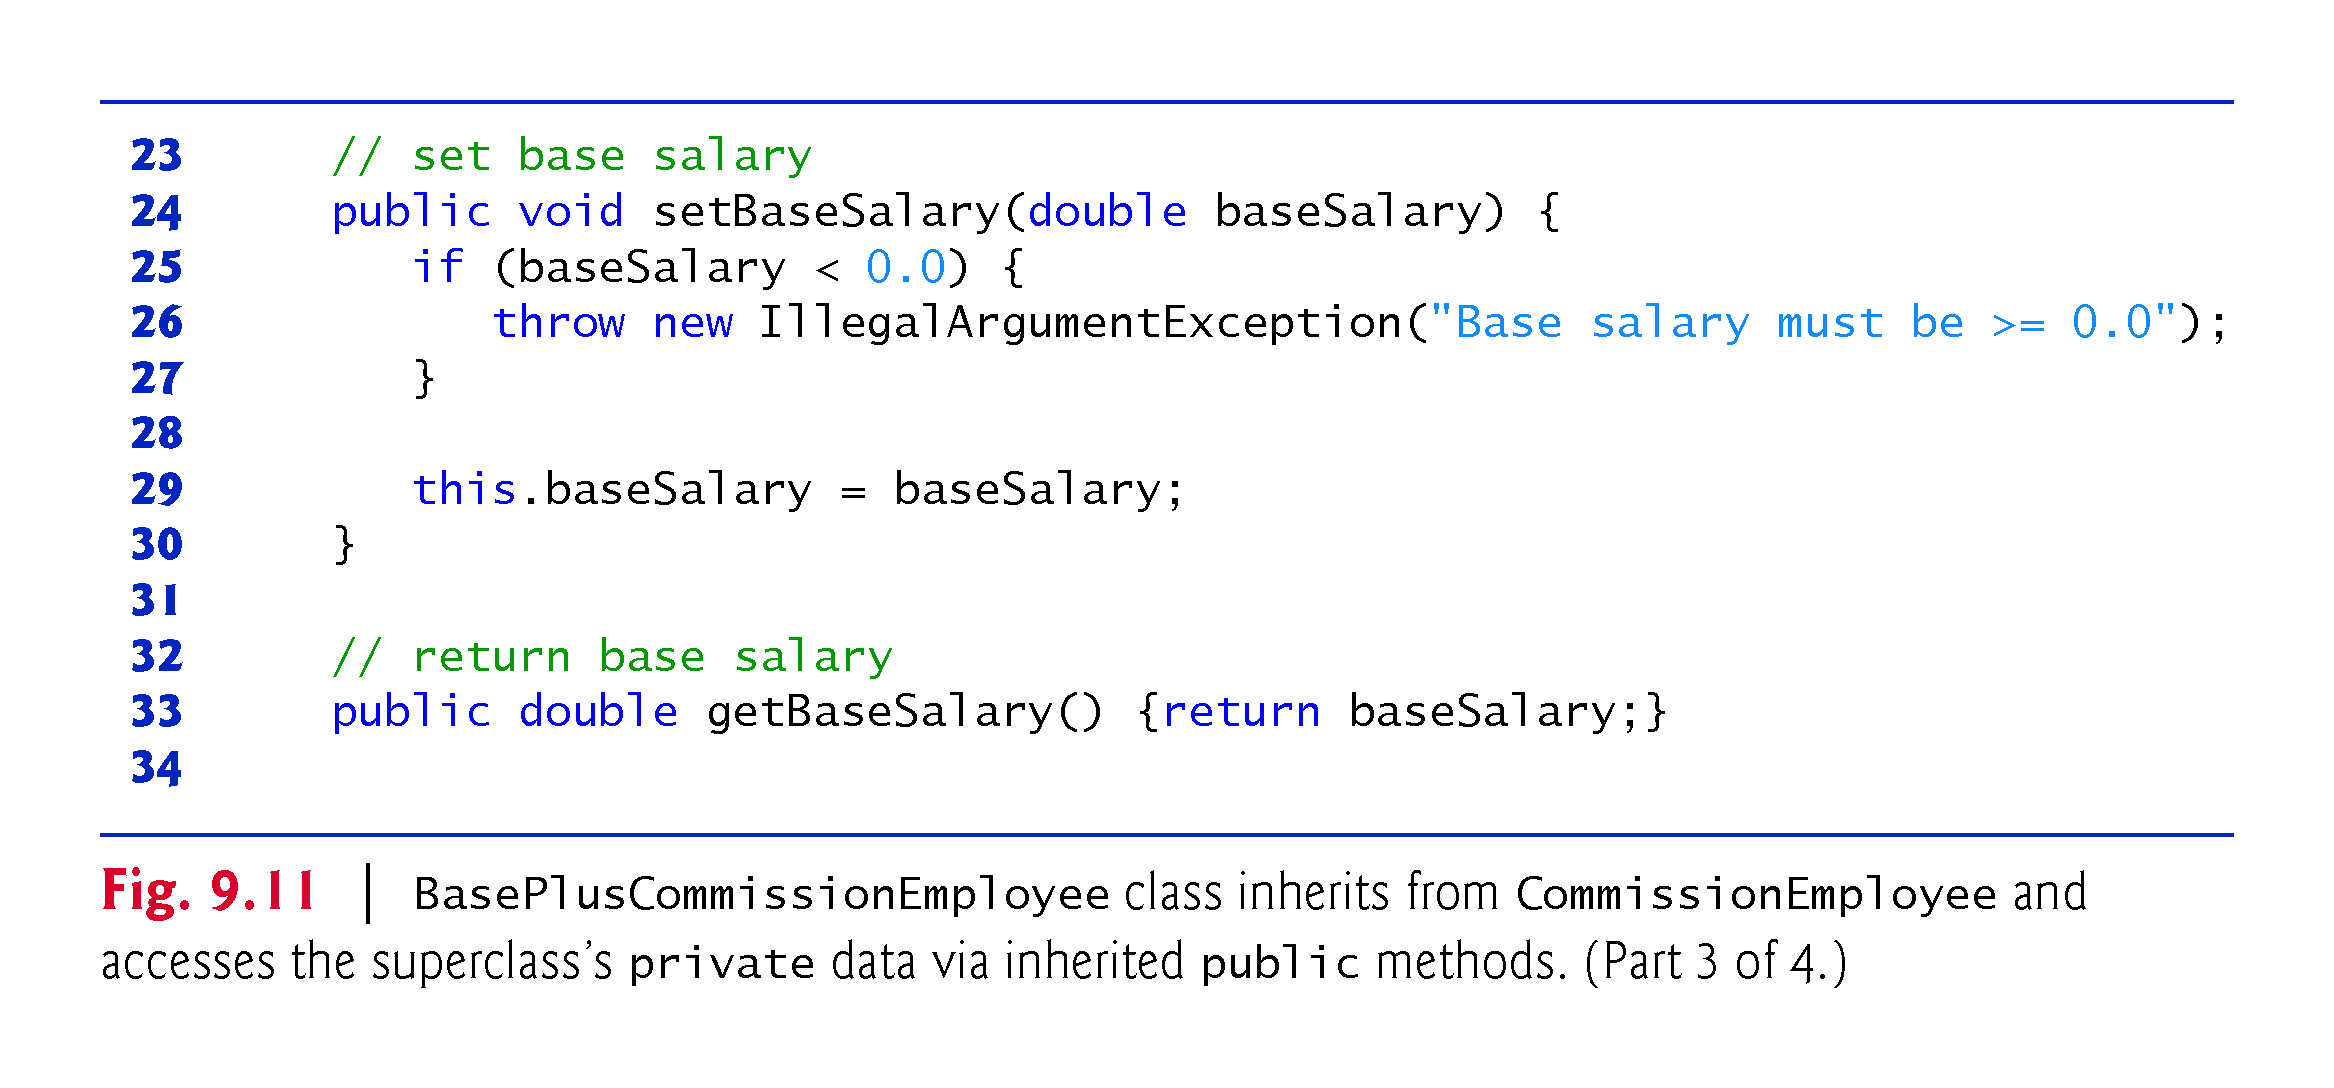 23 // set base salary
24 public void setBaseSalary(double baseSalary) {
25 if (baseSalary < 0.0) {
26 throw new IllegalArgumentException("Base salary must be >= 0.0");
27 }
28
29 this.baseSalary = baseSalary;
30 }
31
32 // return base salary
33 public double getBaseSalary() {return baseSalary;}
34
Fig. 9.11 | BasePlusCommissionEmployee class inherits from CommissionEmployee and
accesses the superclass’s private data via inherited public methods. (Part 3 of 4.)